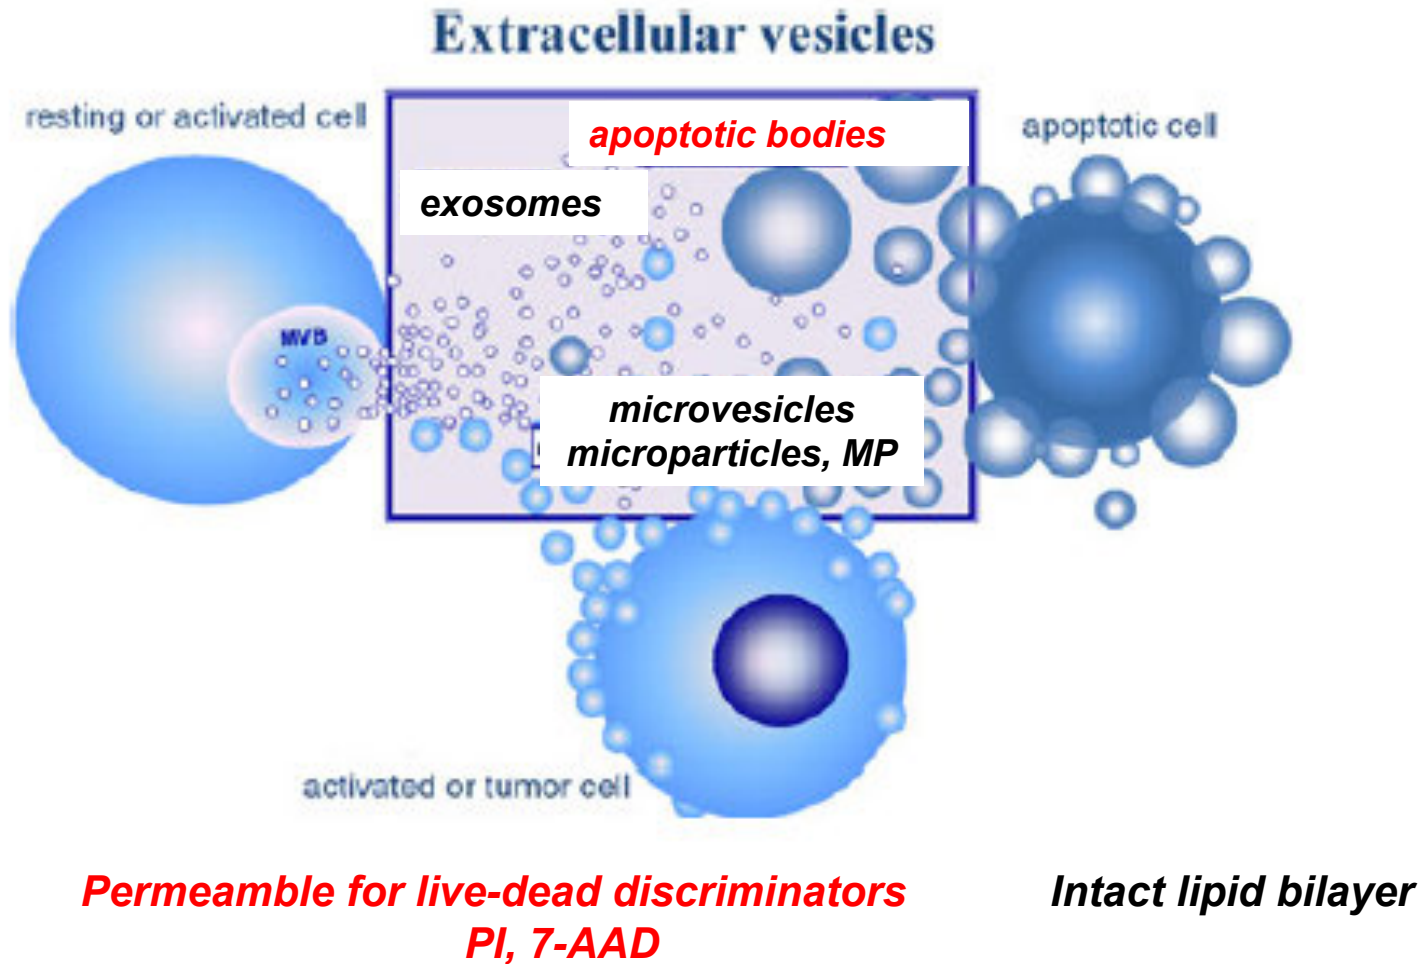 Extracellular vesicles
resting or activated cell
apoptotic bodies
apoptotic cell
exosomes
MVB
microvesicles
microparticles, MP
activated or tumor cell
Permeamble for live-dead discriminators
PI, 7-AAD
Intact lipid bilayer